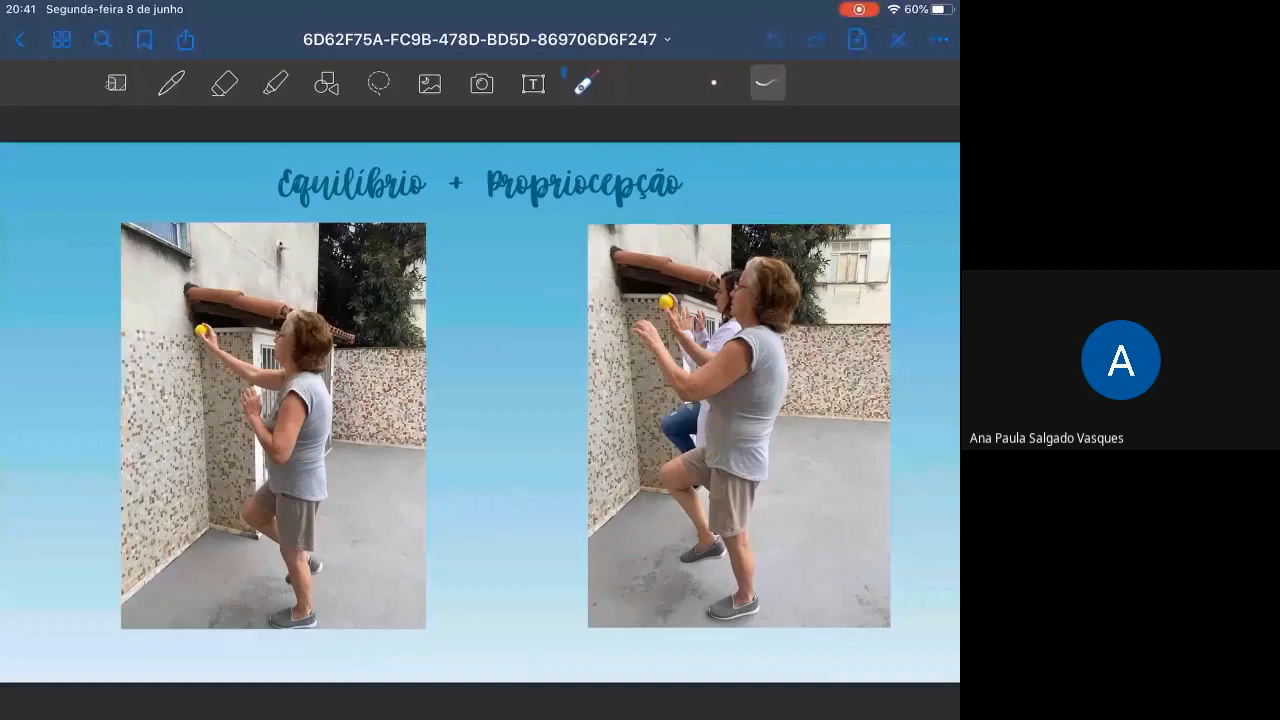 20:41 Segunda-feira 8 de junho 60%
6D62F75A-FC9B-478D-BD5D-869706D6F247
T
Equilíbrio + Propriocepção
A
Ana Paula Salgado Vasques